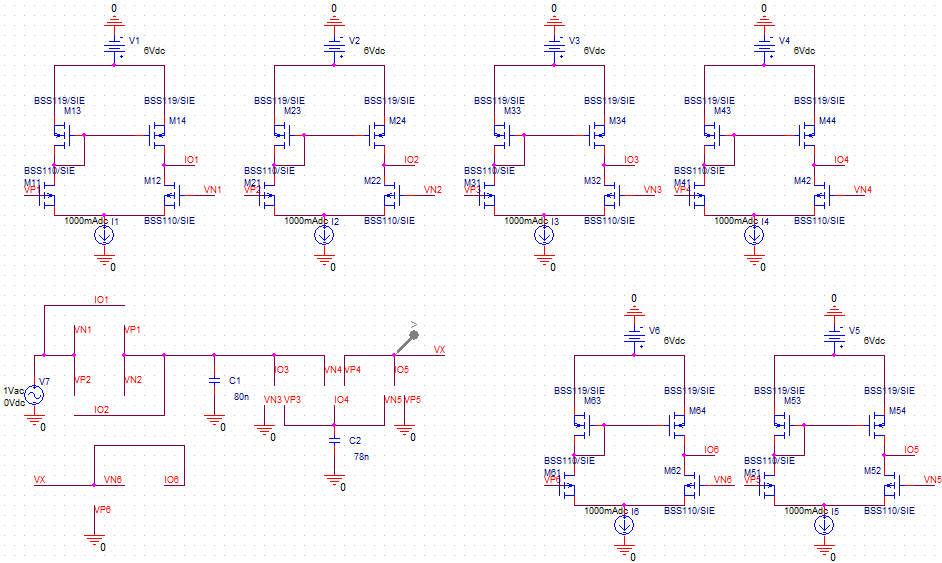 0 0 0 0
V1 V2 V3 V4
6Vdc 6Vdc 6Vdc 6Vdc
BSS119/SIE BSS119/SIE BSS119/SIE BSS119/SIE BSS119/SIE BSS119/SIE BSS119/SIE BSS119/SIE
M13 M14 M23 M24 M33 M34 M43 M44
IO1 IO2 IO3 IO4
BSS110/SIE BSS110/SIE BSS110/SIE BSS110/SIE
M11 M12 M21 M22 M31 M32 M41 M42
VP1 VN1 VP2 VN2 VP3 VN3 VP4 VN4
1000mAdc I1 BSS110/SIE 1000mAdc I2 BSS110/SIE 1000mAdc I3 BSS110/SIE 1000mAdc I4 BSS110/SIE
0 0 0 0
IO1
VN1 VP1
V7 VP2 VN2
1Vac
0Vdc
IO2
0
C1
80n
0
IO3 VN4 VP4 IO5 VX
VN3 VP3 IO4 VN5 VP5
0 0
C2
78n
0
VX VN6 IO6
VP6
0
0 0
V6 V5
6Vdc 6Vdc
BSS119/SIE BSS119/SIE BSS119/SIE BSS119/SIE
M63 M64 M53 M54
IO6 IO5
BSS110/SIE BSS110/SIE
M61 M62 M51 M52
VP6 VN6 VP5 VN5
1000mAdc I6 BSS110/SIE 1000mAdc I5 BSS110/SIE
0 0